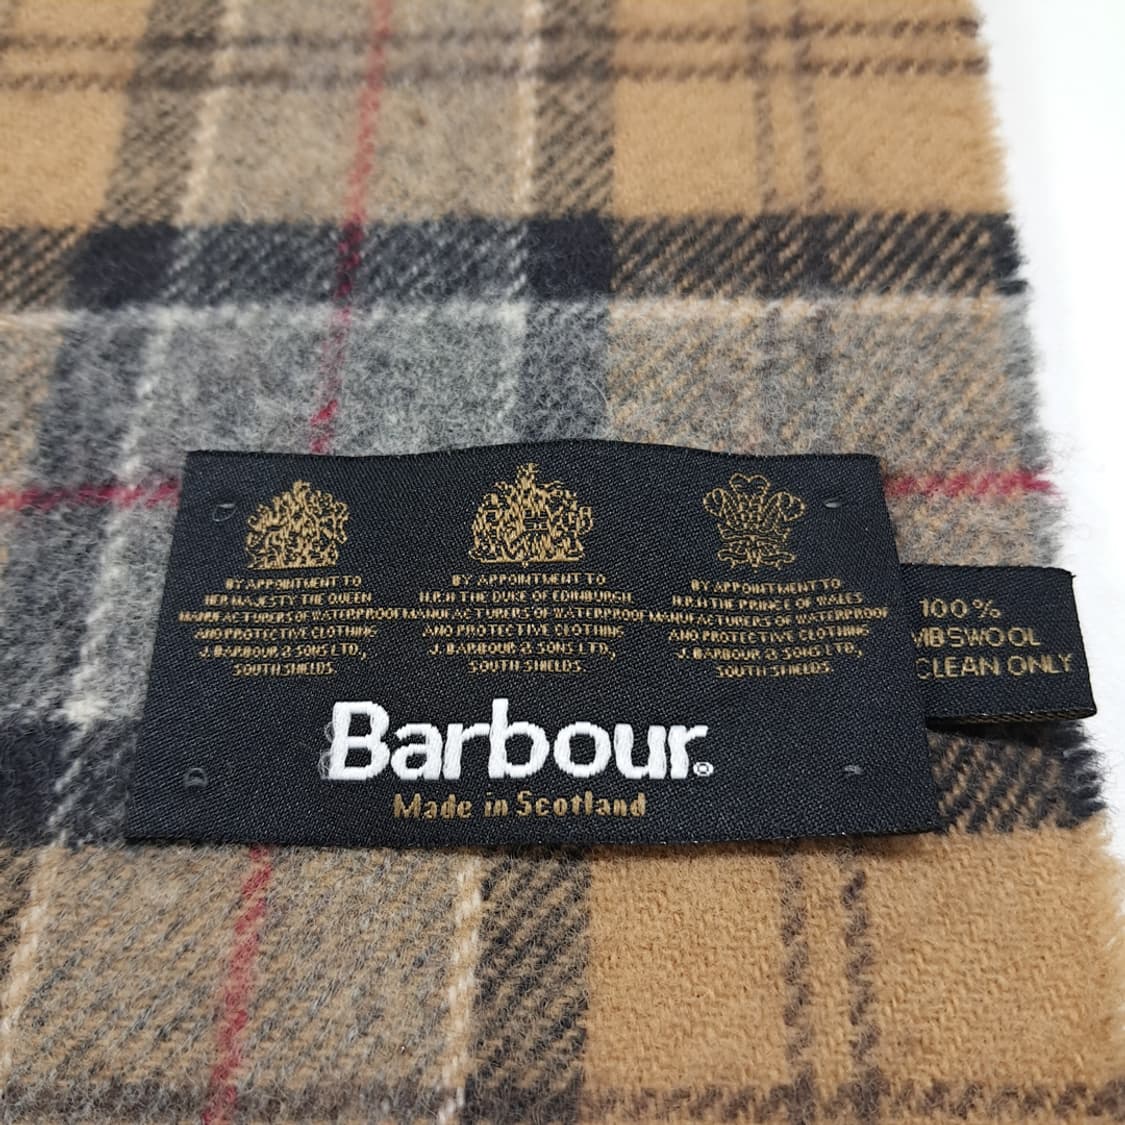 BY APPOINTMENT TO
HER MAJESTY THE QUEEN
MANUFACTURERS OF WATERPROOF
AND PROTECTIVE CLOTHING
J. BARBOUR & SONS LTD,
SOUTH SHIELDS.
BY APPOINTMENT TO
H.R.H THE DUKE OF EDINBURGH
MANUFACTURERS OF WATERPROOF
AND PROTECTIVE CLOTHING
J. BARBOUR & SONS LTD,
SOUTH SHIELDS.
BY APPOINTMENT TO
H.R.H THE PRINCE OF WALES
MANUFACTURERS OF WATERPROOF
AND PROTECTIVE CLOTHING
J. BARBOUR & SONS LTD,
SOUTH SHIELDS.
Barbour.®
Made in Scotland
100%
MBSWOOL
CLEAN ONLY